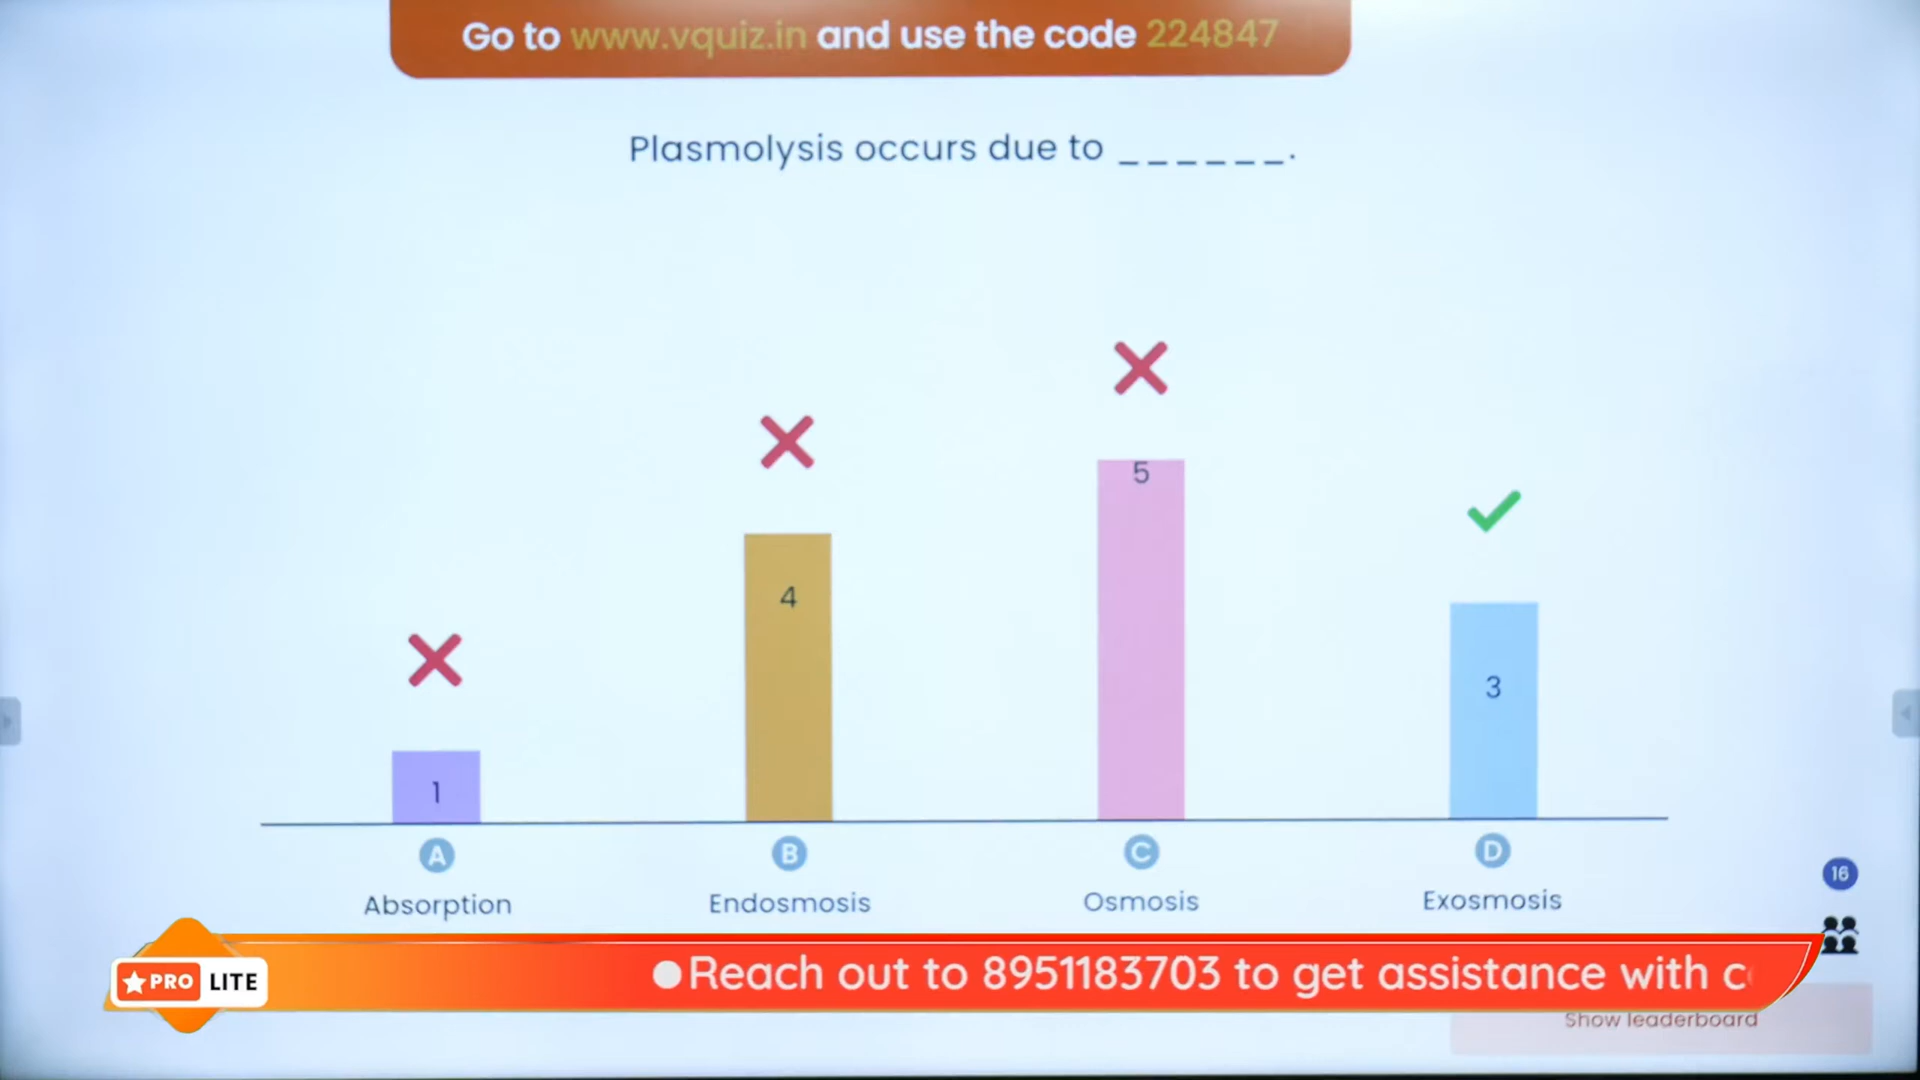 Go to www.vquiz.in and use the code 224847
Plasmolysis occurs due to ______.
5
4
3
1
A B C D
Absorption Endosmosis Osmosis Exosmosis
16
PRO LITE
Reach out to 8951183703 to get assistance with
Show leaderboard